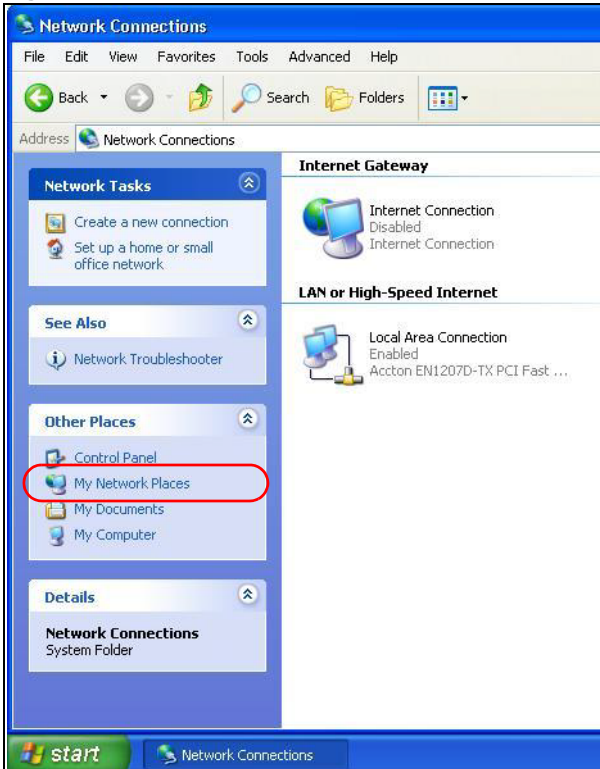 Network Connections
File Edit View Favorites Tools Advanced Help
Back Search Folders
Address Network Connections
Network Tasks
Create a new connection
Set up a home or small
office network
See Also
Network Troubleshooter
Other Places
Control Panel
My Network Places
My Documents
My Computer
Details
Network Connections
System Folder
Internet Gateway
Internet Connection
Disabled
Internet Connection
LAN or High-Speed Internet
Local Area Connection
Enabled
Accton EN1207D-TX PCI Fast ...
start Network Connections